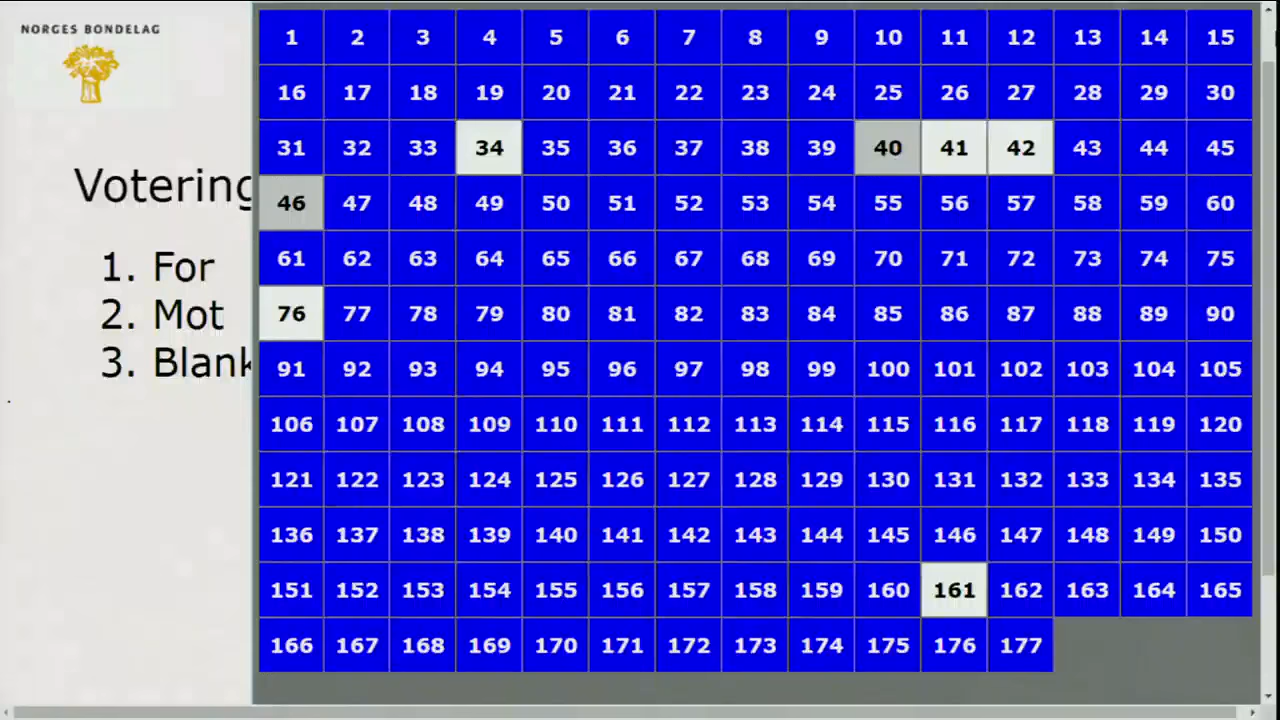 NORGES BONDELAG
Votering
1. For
2. Mot
3. Blank
1 2 3 4 5 6 7 8 9 10 11 12 13 14 15
16 17 18 19 20 21 22 23 24 25 26 27 28 29 30
31 32 33 34 35 36 37 38 39 40 41 42 43 44 45
46 47 48 49 50 51 52 53 54 55 56 57 58 59 60
61 62 63 64 65 66 67 68 69 70 71 72 73 74 75
76 77 78 79 80 81 82 83 84 85 86 87 88 89 90
91 92 93 94 95 96 97 98 99 100 101 102 103 104 105
106 107 108 109 110 111 112 113 114 115 116 117 118 119 120
121 122 123 124 125 126 127 128 129 130 131 132 133 134 135
136 137 138 139 140 141 142 143 144 145 146 147 148 149 150
151 152 153 154 155 156 157 158 159 160 161 162 163 164 165
166 167 168 169 170 171 172 173 174 175 176 177